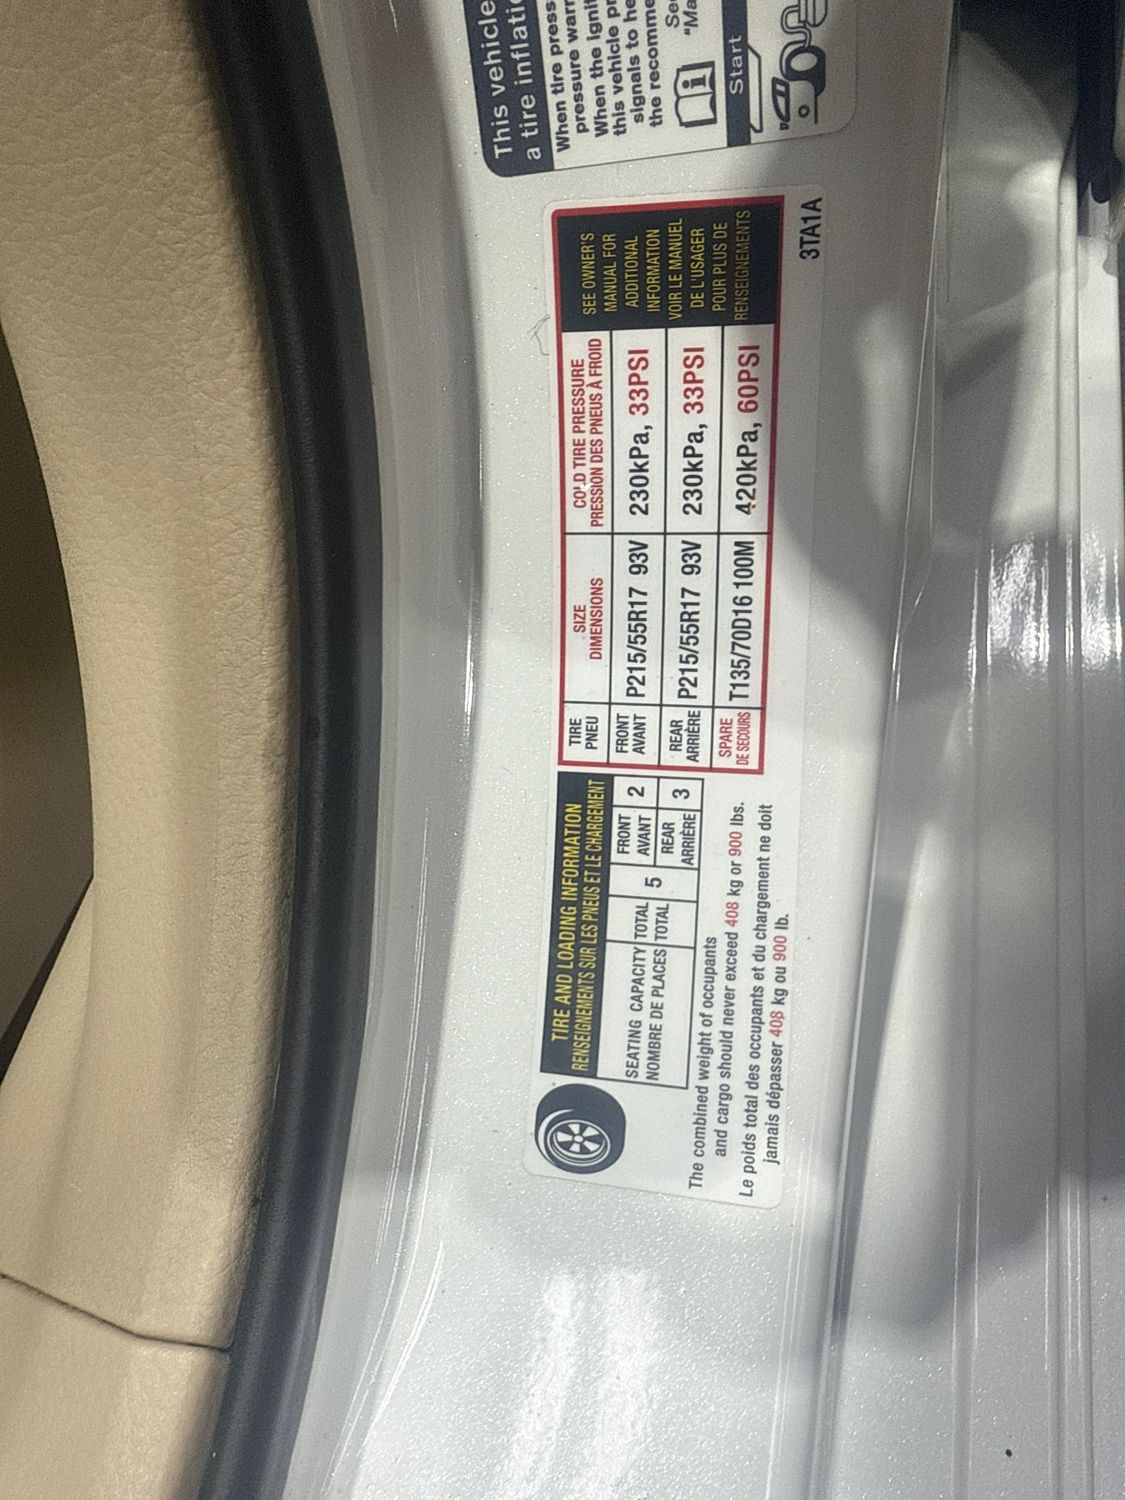 TIRE AND LOADING INFORMATION
RENSEIGNEMENTS SUR LES PNEUS ET LE CHARGEMENT
SEATING CAPACITY TOTAL 5 FRONT 2
NOMBRE DE PLACES TOTAL AVANT
REAR 3
ARRIÈRE
The combined weight of occupants
and cargo should never exceed 408 kg or 900 lbs.
Le poids total des occupants et du chargement ne doit
jamais dépasser 408 kg ou 900 lb.
TIRE SIZE COLD TIRE PRESSURE
PNEU DIMENSIONS PRESSION DES PNEUS À FROID
FRONT P215/55R17 93V 230kPa, 33PSI
AVANT
REAR P215/55R17 93V 230kPa, 33PSI
ARRIÈRE
SPARE T135/70D16 100M 420kPa, 60PSI
DE SECOURS
SEE OWNER'S
MANUAL FOR
ADDITIONAL
INFORMATION
VOIR LE MANUEL
DE L'USAGER
POUR PLUS DE
RENSEIGNEMENTS
3TA1A
This vehicle
a tire
When tire
pressure
When the
this vehicle
signals to
the
Start